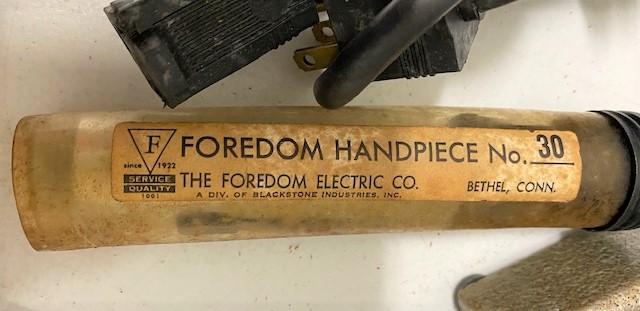 F
since 1922
SERVICE
QUALITY
1001
FOREDOM HANDPIECE No. 30
THE FOREDOM ELECTRIC CO.
BETHEL, CONN.
A DIV. OF BLACKSTONE INDUSTRIES, INC.